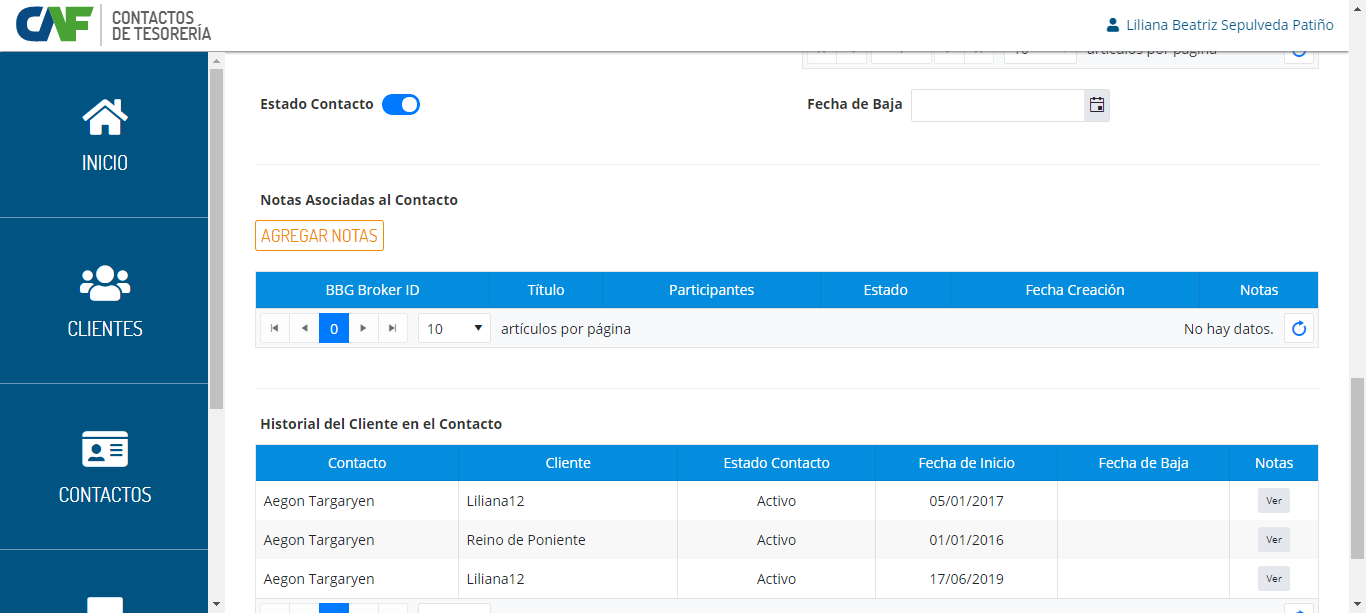 CAF CONTACTOS DE TESORERÍA
Liliana Beatriz Sepulveda Patiño
artículos por página
INICIO
CLIENTES
CONTACTOS
Estado Contacto
Fecha de Baja
Notas Asociadas al Contacto
AGREGAR NOTAS
BBG Broker ID Título Participantes Estado Fecha Creación Notas
0 10 artículos por página No hay datos.
Historial del Cliente en el Contacto
Contacto Cliente Estado Contacto Fecha de Inicio Fecha de Baja Notas
Aegon Targaryen Liliana12 Activo 05/01/2017 Ver
Aegon Targaryen Reino de Poniente Activo 01/01/2016 Ver
Aegon Targaryen Liliana12 Activo 17/06/2019 Ver